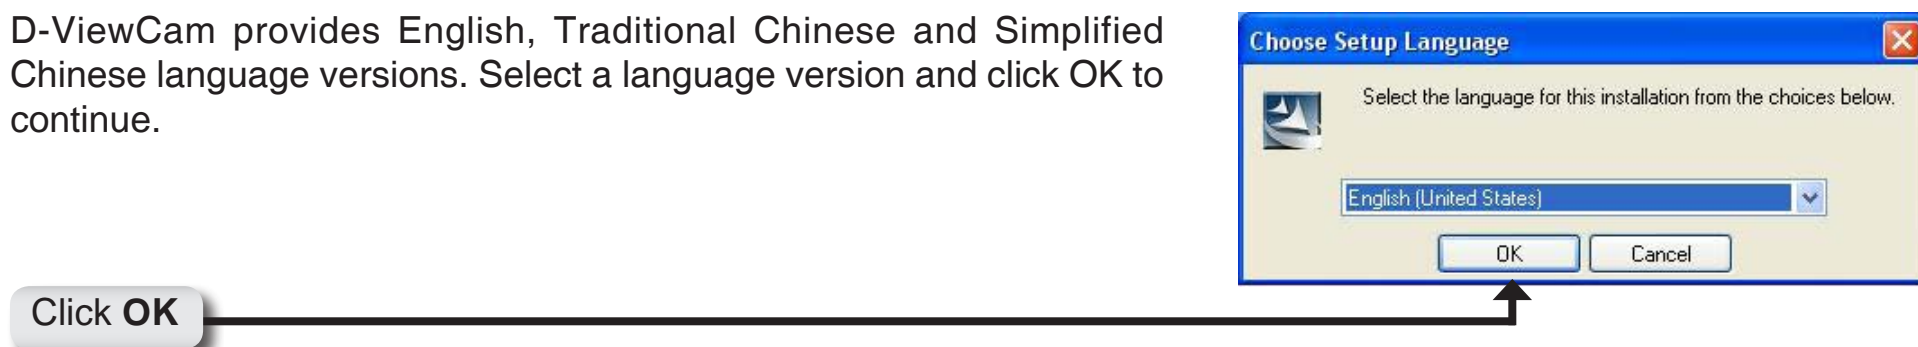 D-ViewCam provides English, Traditional Chinese and Simplified
Chinese language versions. Select a language version and click OK to
continue.
Choose Setup Language
Select the language for this installation from the choices below.
English (United States)
OK
Cancel
Click OK